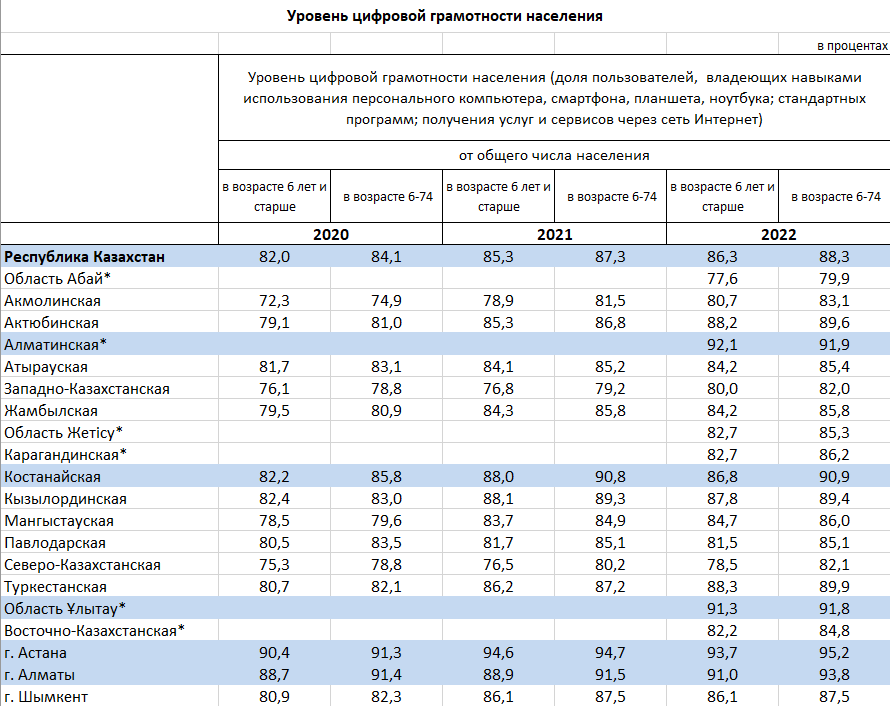 Уровень цифровой грамотности населения
в процентах
Уровень цифровой грамотности населения (доля пользователей, владеющих навыками
использования персонального компьютера, смартфона, планшета, ноутбука; стандартных
программ; получения услуг и сервисов через сеть Интернет)
от общего числа населения
в возрасте 6 лет и старше в возрасте 6-74 в возрасте 6 лет и старше в возрасте 6-74 в возрасте 6 лет и старше в возрасте 6-74
2020 2021 2022
Республика Казахстан 82,0 84,1 85,3 87,3 86,3 88,3
Область Абай* 77,6 79,9
Акмолинская 72,3 74,9 78,9 81,5 80,7 83,1
Актюбинская 79,1 81,0 85,3 86,8 88,2 89,6
Алматинская* 92,1 91,9
Атырауская 81,7 83,1 84,1 85,2 84,2 85,4
Западно-Казахстанская 76,1 78,8 76,8 79,2 80,0 82,0
Жамбылская 79,5 80,9 84,3 85,8 84,2 85,8
Область Жетісу* 82,7 85,3
Карагандинская* 82,7 86,2
Костанайская 82,2 85,8 88,0 90,8 86,8 90,9
Кызылординская 82,4 83,0 88,1 89,3 87,8 89,4
Мангыстауская 78,5 79,6 83,7 84,9 84,7 86,0
Павлодарская 80,5 83,5 81,7 85,1 81,5 85,1
Северо-Казахстанская 75,3 78,8 76,5 80,2 78,5 82,1
Туркестанская 80,7 82,1 86,2 87,2 88,3 89,9
Область Ұлытау* 91,3 91,8
Восточно-Казахстанская* 82,2 84,8
г. Астана 90,4 91,3 94,6 94,7 93,7 95,2
г. Алматы 88,7 91,4 88,9 91,5 91,0 93,8
г. Шымкент 80,9 82,3 86,1 87,5 86,1 87,5